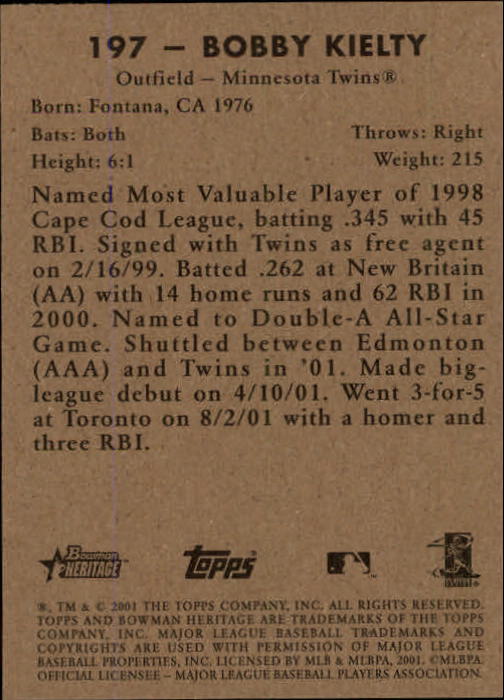 197 – BOBBY KIELTY
Outfield – Minnesota Twins®
Born: Fontana, CA 1976
Bats: Both Throws: Right
Height: 6:1 Weight: 215
Named Most Valuable Player of 1998
Cape Cod League, batting .345 with 45
RBI. Signed with Twins as free agent
on 2/16/99. Batted .262 at New Britain
(AA) with 14 home runs and 62 RBI in
2000. Named to Double-A All-Star
Game. Shuttled between Edmonton
(AAA) and Twins in '01. Made big-
league debut on 4/10/01. Went 3-for-5
at Toronto on 8/2/01 with a homer and
three RBI.
Bowman
HERITAGE topps
®, TM & © 2001 THE TOPPS COMPANY, INC. ALL RIGHTS RESERVED.
TOPPS AND BOWMAN HERITAGE ARE TRADEMARKS OF THE TOPPS
COMPANY, INC. MAJOR LEAGUE BASEBALL TRADEMARKS AND
COPYRIGHTS ARE USED WITH PERMISSION OF MAJOR LEAGUE
BASEBALL PROPERTIES, INC. LICENSED BY MLB & MLBPA, 2001. ©MLBPA
OFFICIAL LICENSEE – MAJOR LEAGUE BASEBALL PLAYERS ASSOCIATION.